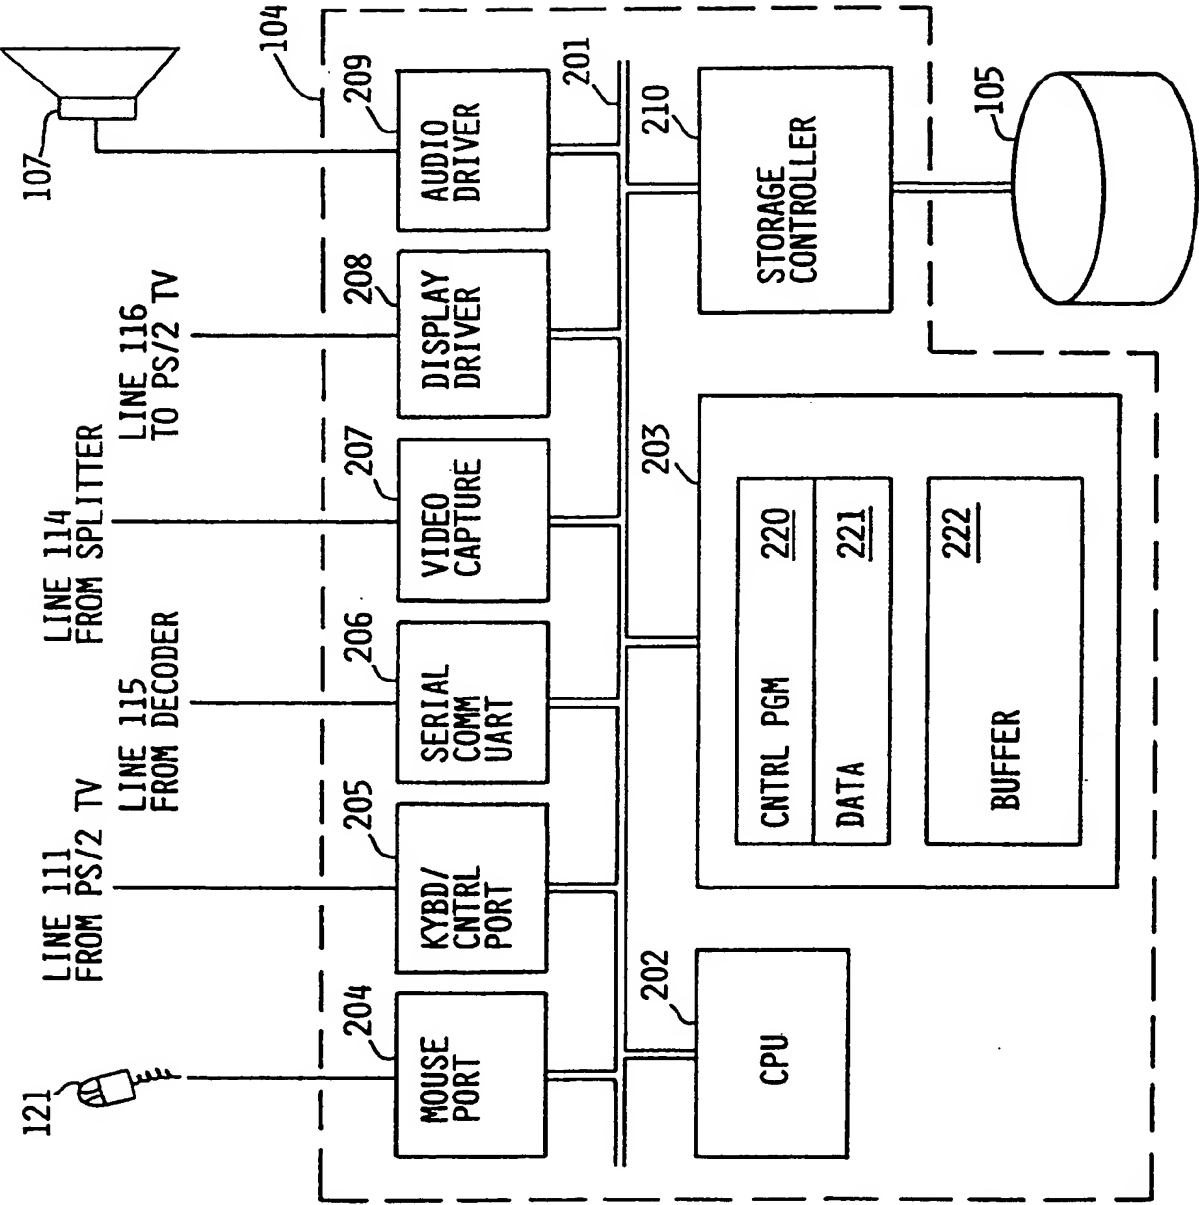 121
LINE 111
FROM PS/2 TV
LINE 115
FROM DECODER
LINE 114
FROM SPLITTER
LINE 116
TO PS/2 TV
107
104
204
MOUSE
PORT
205
KYBD/
CNTRL
PORT
206
SERIAL
COMM
UART
207
VIDEO
CAPTURE
208
DISPLAY
DRIVER
209
AUDIO
DRIVER
201
202
CPU
203
CNTRL PGM 220
DATA 221
BUFFER 222
210
STORAGE
CONTROLLER
105